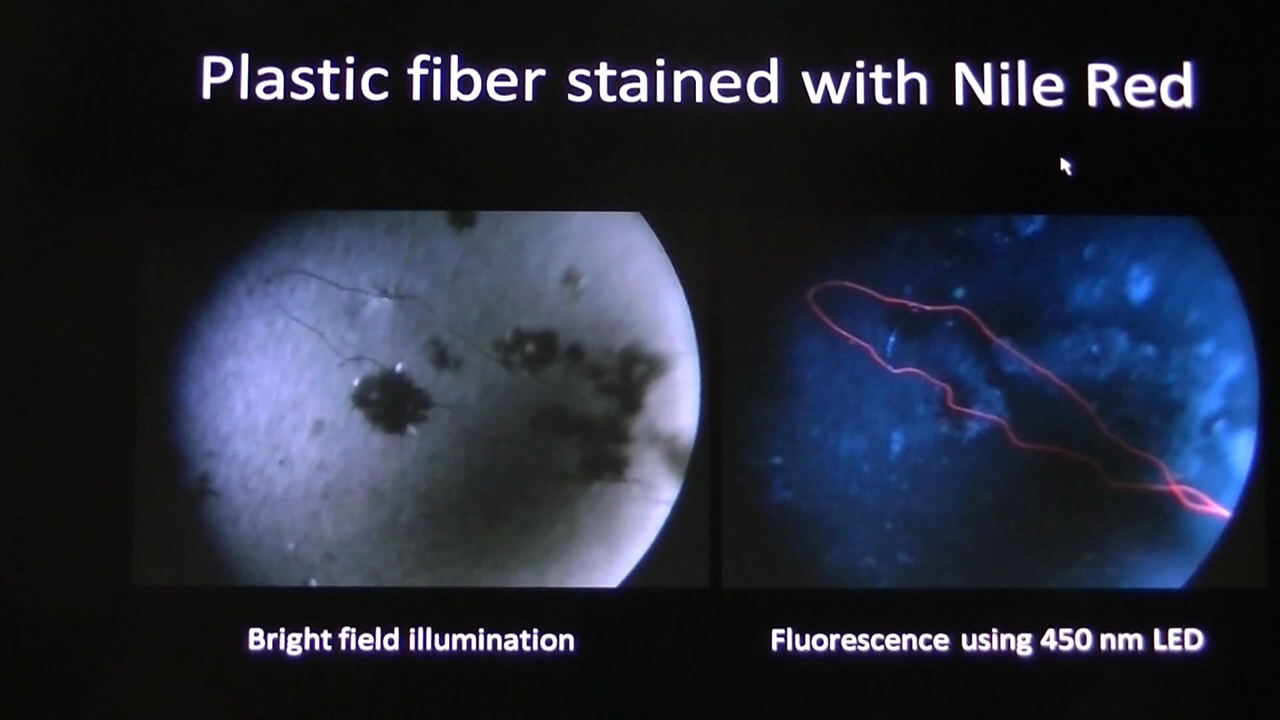 Plastic fiber stained with Nile Red
Bright field illumination
Fluorescence using 450 nm LED